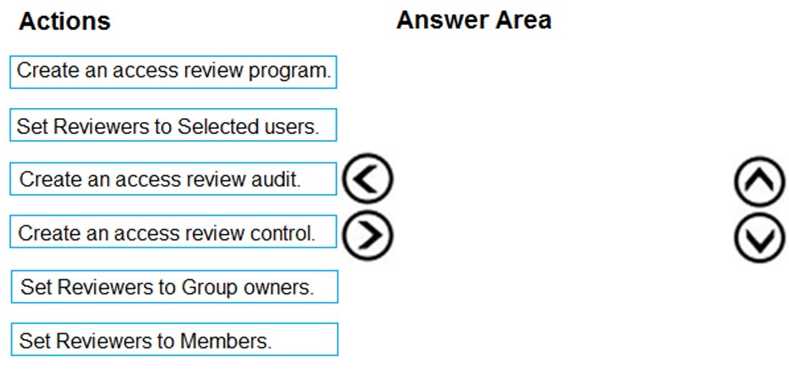 Actions
Answer Area
Create an access review program.
Set Reviewers to Selected users.
Create an access review audit.
Create an access review control.
Set Reviewers to Group owners.
Set Reviewers to Members.